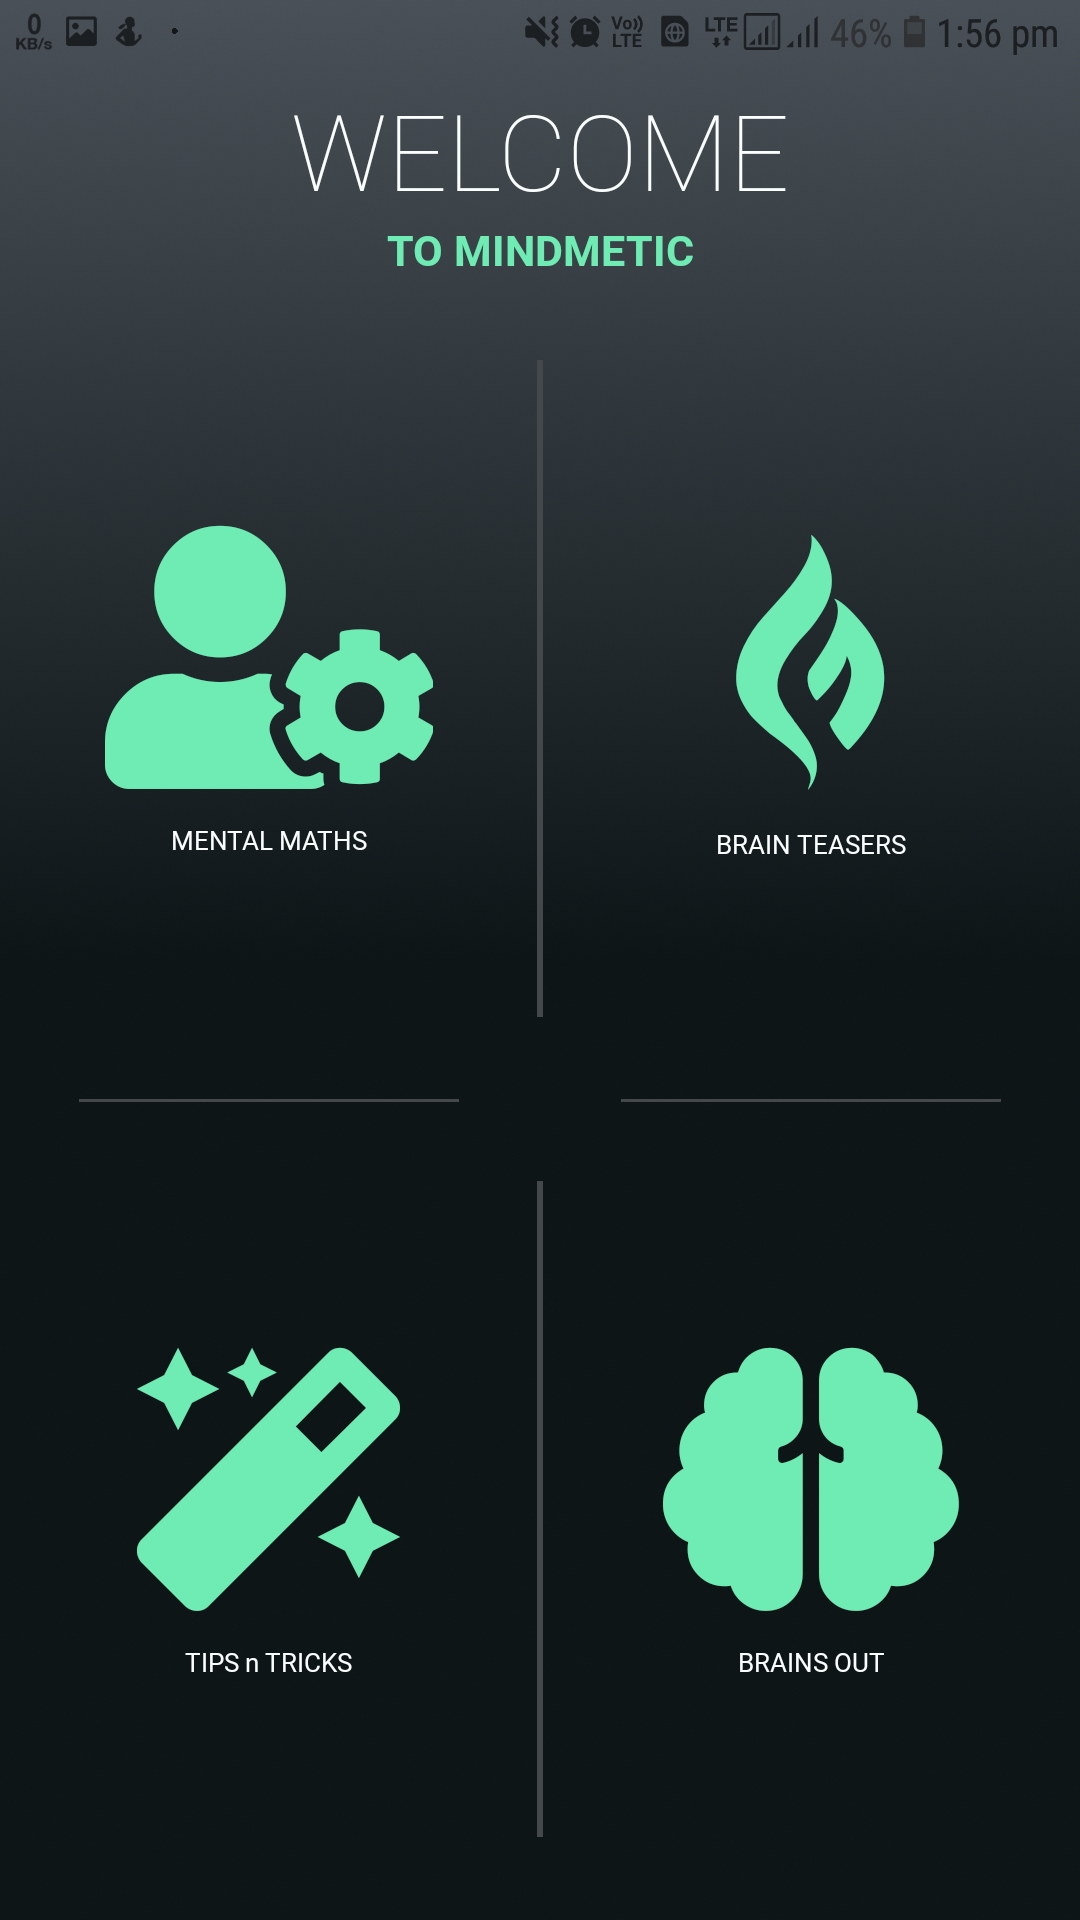 0
KB/s
Vo))
LTE
LTE
46%
1:56 pm
WELCOME
TO MINDMETIC
MENTAL MATHS
BRAIN TEASERS
TIPS n TRICKS
BRAINS OUT